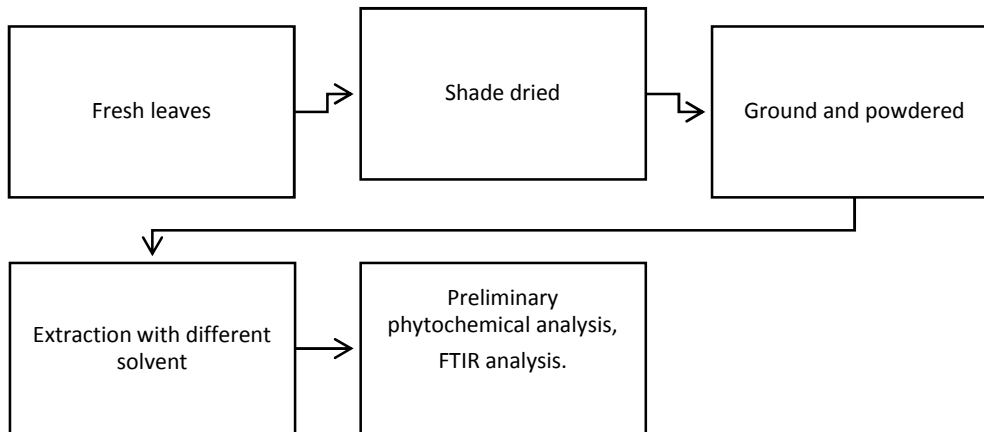 Fresh leaves
Shade dried
Ground and powdered
Extraction with different
solvent
Preliminary
phytochemical analysis,
FTIR analysis.